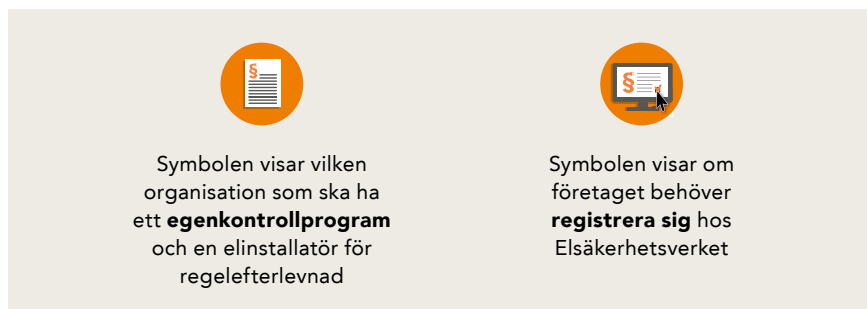 §
Symbolen visar vilken
organisation som ska ha
ett egenkontrollprogram
och en elinstallatör för
regelefterlevnad
§
Symbolen visar om
företaget behöver
registrera sig hos
Elsäkerhetsverket